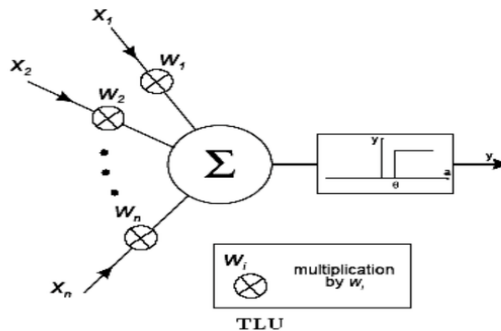 X₁
X₂
W₁
W₂
Σ
y
θ
a
y
Wₙ
Xₙ
Wᵢ
multiplication
by wᵢ
TLU